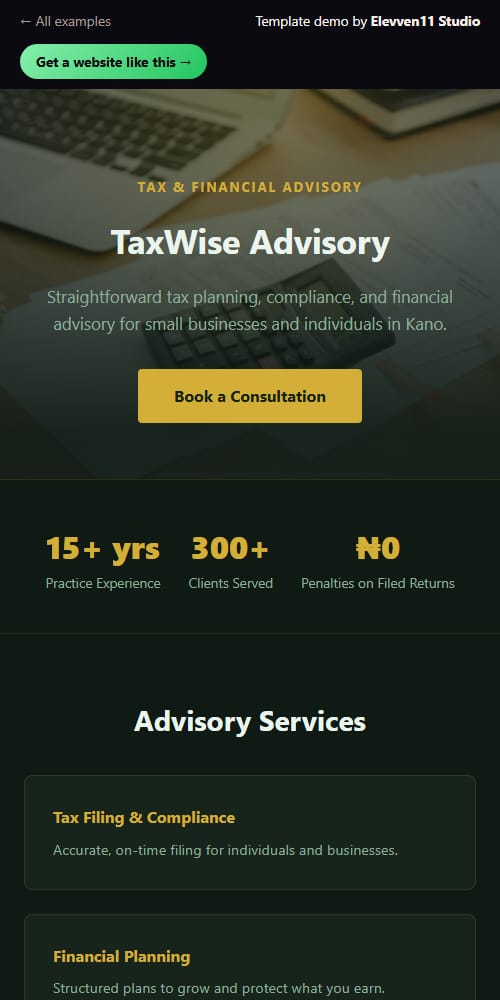 ← All examples
Template demo by Elevven11 Studio
Get a website like this →
TAX & FINANCIAL ADVISORY
TaxWise Advisory
Straightforward tax planning, compliance, and financial
advisory for small businesses and individuals in Kano.
Book a Consultation
15+ yrs
Practice Experience
300+
Clients Served
₦0
Penalties on Filed Returns
Advisory Services
Tax Filing & Compliance
Accurate, on-time filing for individuals and businesses.
Financial Planning
Structured plans to grow and protect what you earn.